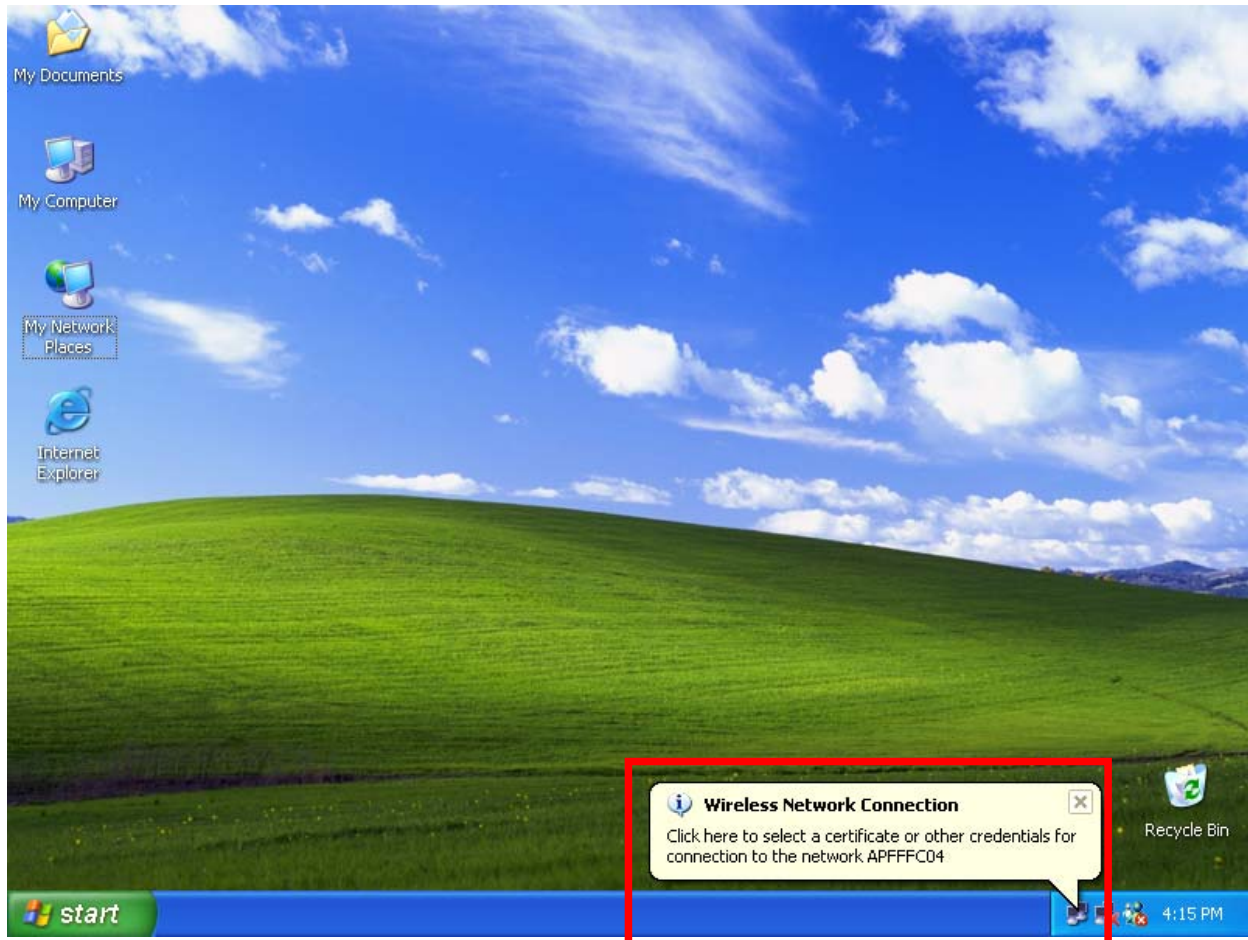 My Documents
My Computer
My Network
Places
Internet
Explorer
Wireless Network Connection
Click here to select a certificate or other credentials for
connection to the network APFFFC04
Recycle Bin
start
4:15 PM